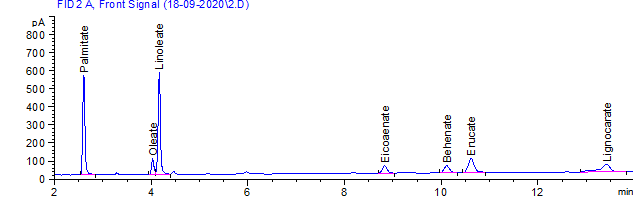 FID2 A, Front Signal (18-09-2020\2.D)
pA
800
700
600
500
400
300
200
100
0
Palmitate
Oleate
Linoleate
Eicoaenate
Behenate
Erucate
Lignocarate
2
4
6
8
10
12
min